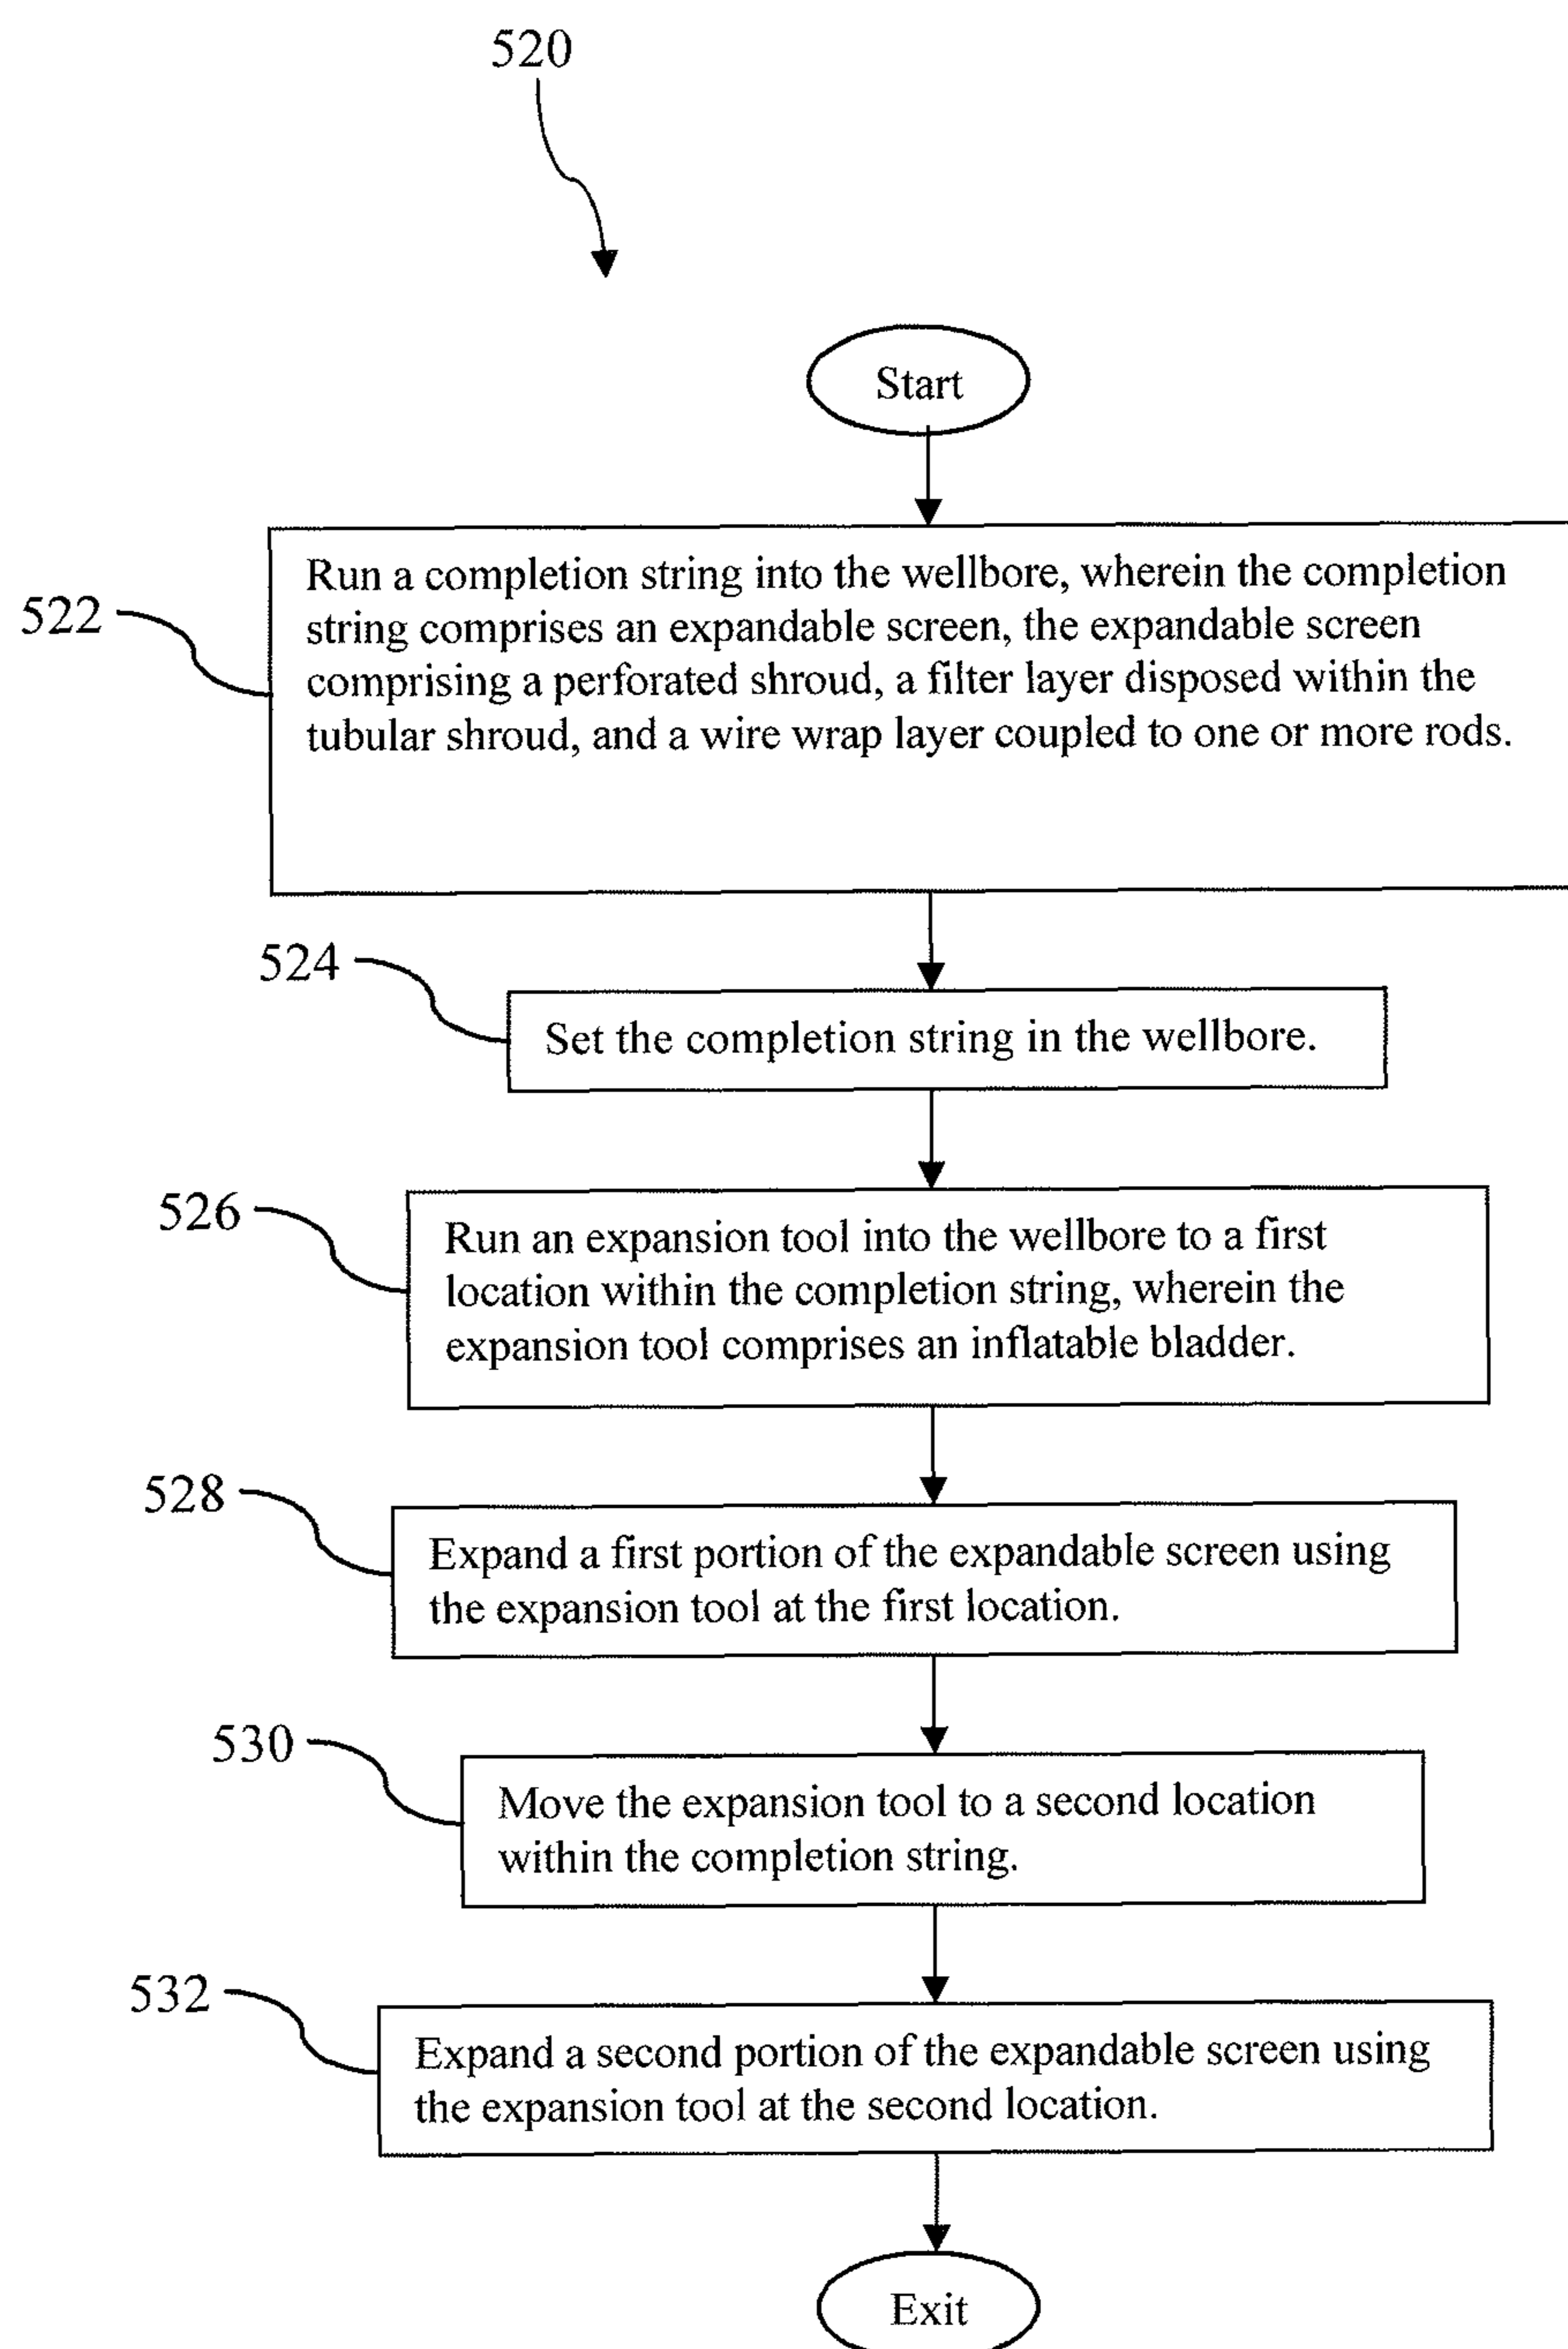 520
Start
522
Run a completion string into the wellbore, wherein the completion
string comprises an expandable screen, the expandable screen
comprising a perforated shroud, a filter layer disposed within the
tubular shroud, and a wire wrap layer coupled to one or more rods.
524
Set the completion string in the wellbore.
526
Run an expansion tool into the wellbore to a first
location within the completion string, wherein the
expansion tool comprises an inflatable bladder.
528
Expand a first portion of the expandable screen using
the expansion tool at the first location.
530
Move the expansion tool to a second location
within the completion string.
532
Expand a second portion of the expandable screen using
the expansion tool at the second location.
Exit